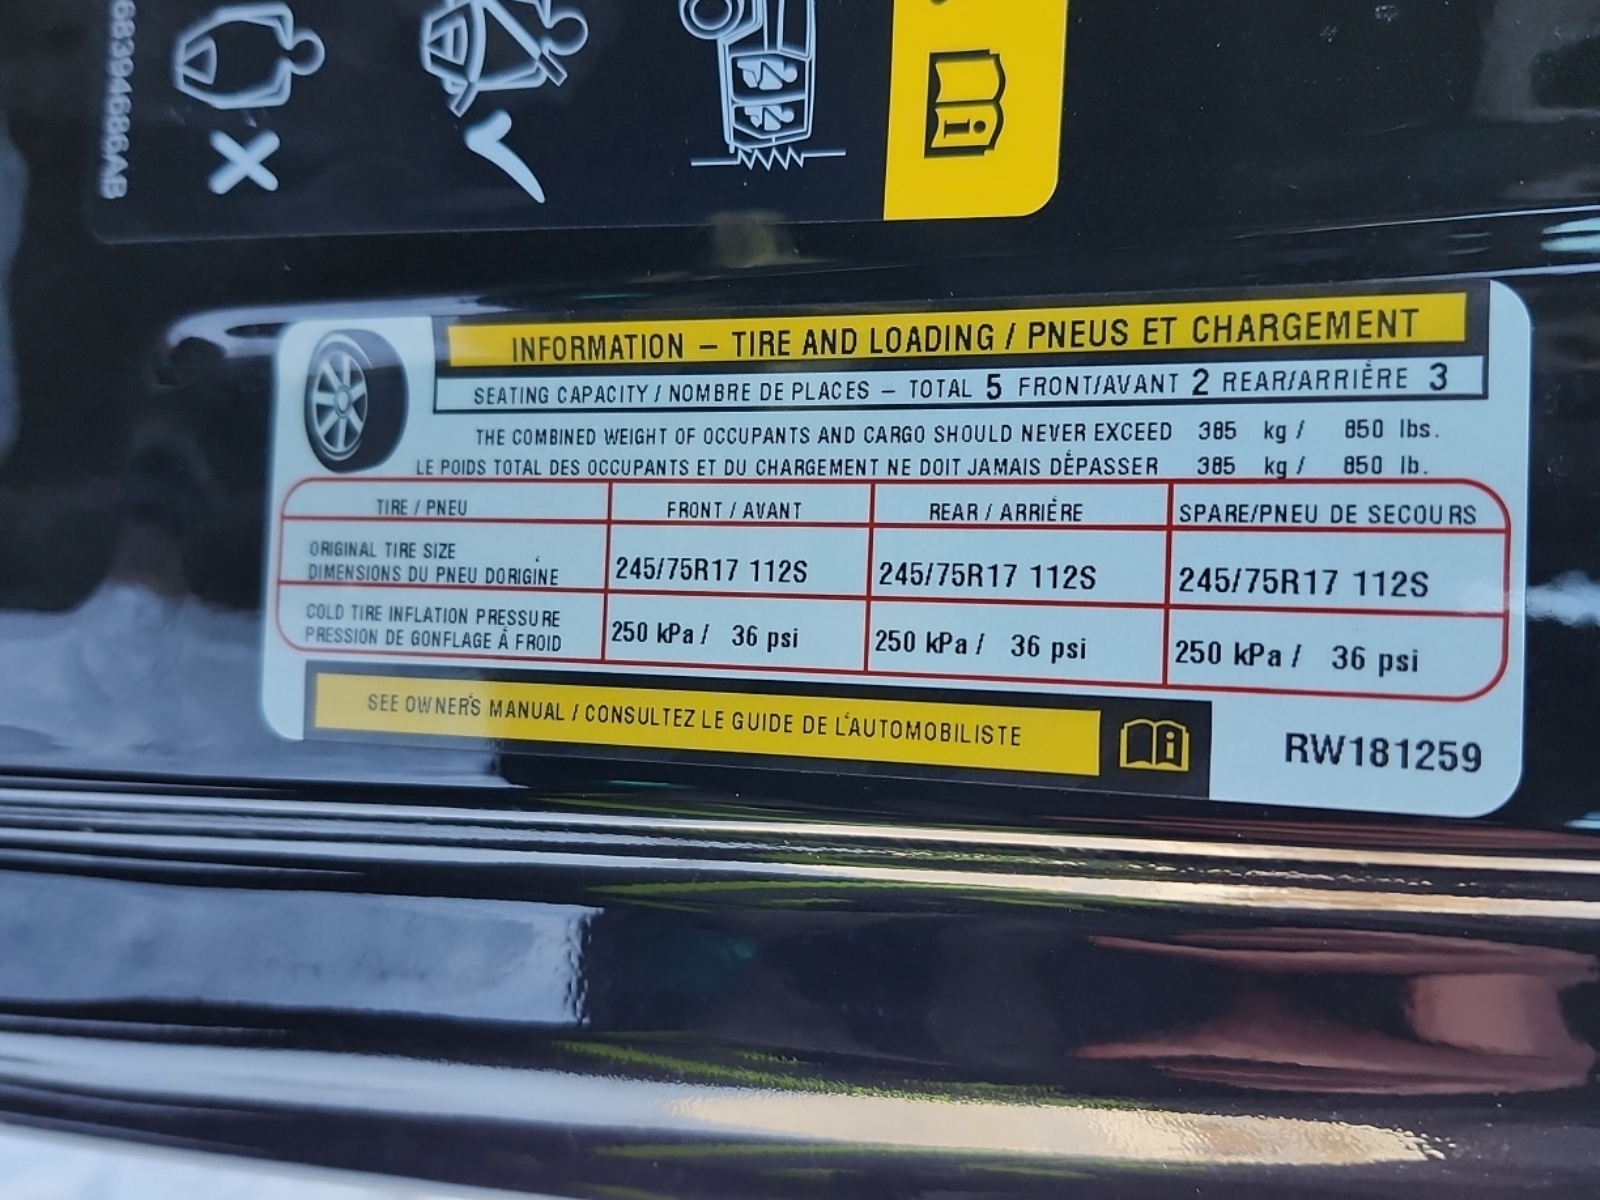 68394686AB
INFORMATION – TIRE AND LOADING / PNEUS ET CHARGEMENT
SEATING CAPACITY / NOMBRE DE PLACES – TOTAL 5 FRONT/AVANT 2 REAR/ARRIÈRE 3
THE COMBINED WEIGHT OF OCCUPANTS AND CARGO SHOULD NEVER EXCEED 385 kg / 850 lbs.
LE POIDS TOTAL DES OCCUPANTS ET DU CHARGEMENT NE DOIT JAMAIS DÉPASSER 385 kg / 850 lb.
TIRE / PNEU FRONT / AVANT REAR / ARRIÈRE SPARE/PNEU DE SECOURS
ORIGINAL TIRE SIZE
DIMENSIONS DU PNEU D'ORIGINE 245/75R17 112S 245/75R17 112S 245/75R17 112S
COLD TIRE INFLATION PRESSURE
PRESSION DE GONFLAGE À FROID 250 kPa / 36 psi 250 kPa / 36 psi 250 kPa / 36 psi
SEE OWNER'S MANUAL / CONSULTEZ LE GUIDE DE L'AUTOMOBILISTE
RW181259